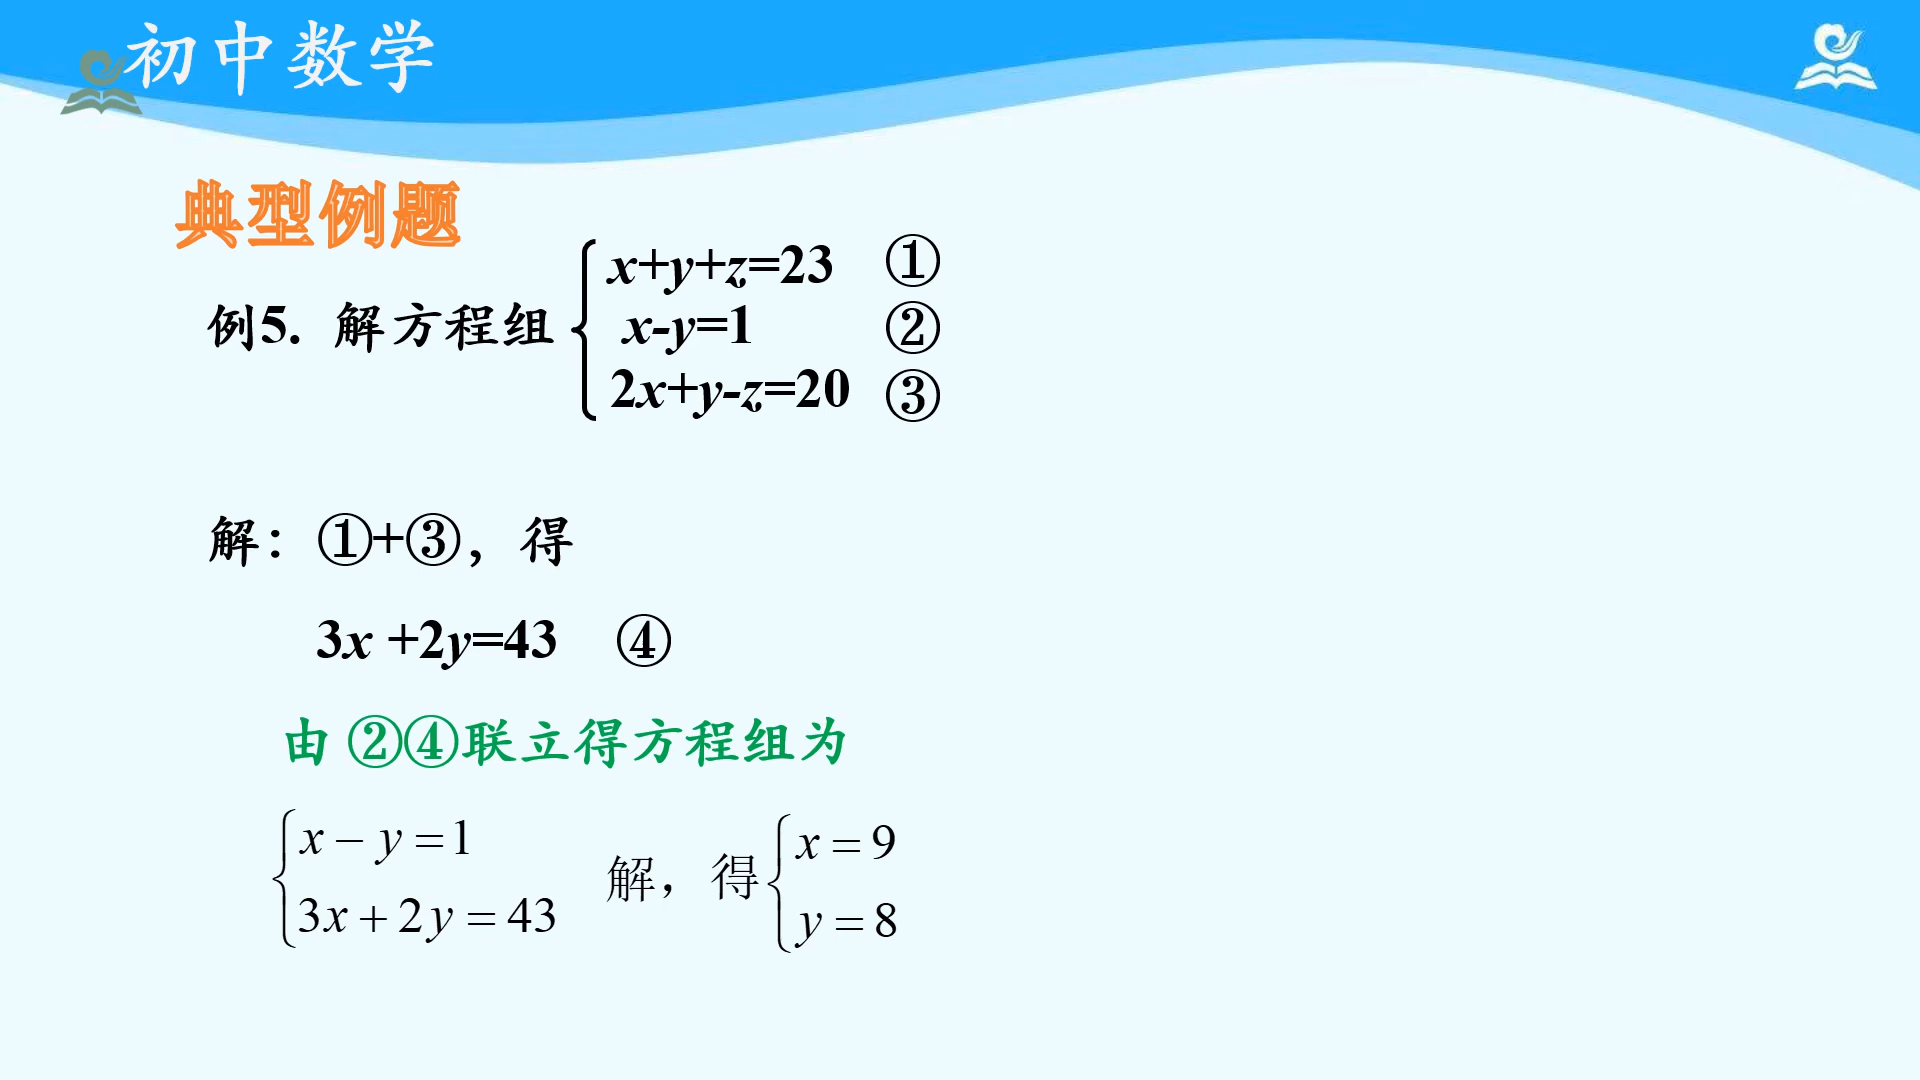 初中数学
典型例题
例5. 解方程组
x+y+z=23 ①
x-y=1 ②
2x+y-z=20 ③
解：①+③，得
3x +2y=43 ④
由 ②④联立得方程组为
x − y = 1
3x + 2y = 43
解，得
x = 9
y = 8